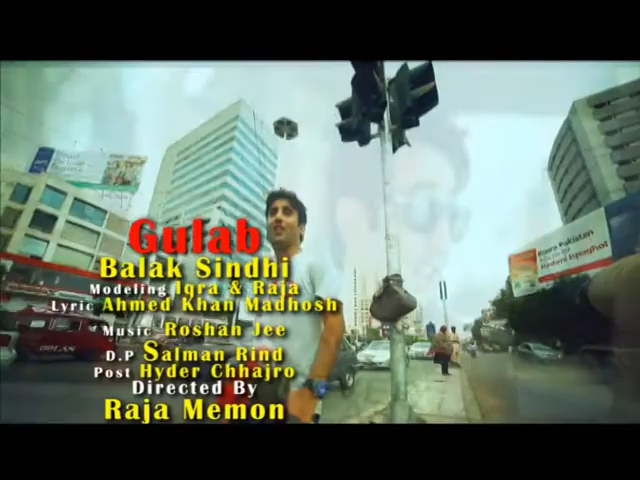 Gulab
Balak Sindhi
Modeling Iqra & Raja
Lyric Ahmed Khan Madhosh
Music Roshan Jee
D.P Salman Rind
Post Hyder Chhajro
Directed By
Raja Memon